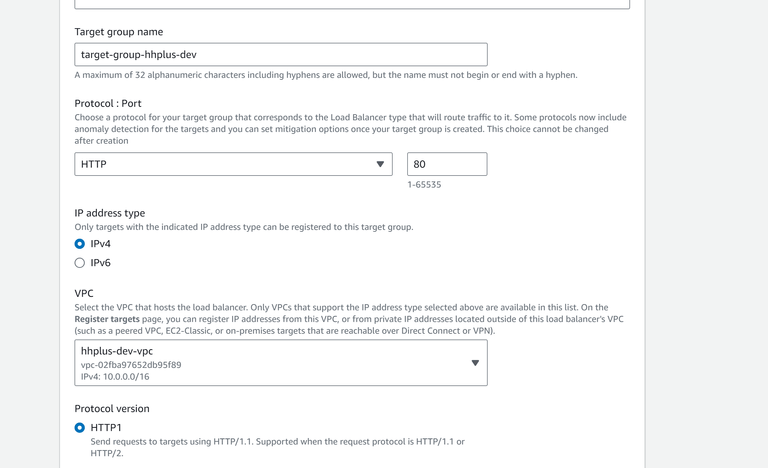 Target group name
target-group-hhplus-dev
A maximum of 32 alphanumeric characters including hyphens are allowed, but the name must not begin or end with a hyphen.
Protocol : Port
Choose a protocol for your target group that corresponds to the Load Balancer type that will route traffic to it. Some protocols now include
anomaly detection for the targets and you can set mitigation options once your target group is created. This choice cannot be changed
after creation
HTTP
80
1-65535
IP address type
Only targets with the indicated IP address type can be registered to this target group.
IPv4
IPv6
VPC
Select the VPC that hosts the load balancer. Only VPCs that support the IP address type selected above are available in this list. On the
Register targets page, you can register IP addresses from this VPC, or from private IP addresses located outside of this load balancer's VPC
(such as a peered VPC, EC2-Classic, or on-premises targets that are reachable over Direct Connect or VPN).
hhplus-dev-vpc
vpc-02fba97652db95f89
IPv4: 10.0.0.0/16
Protocol version
HTTP1
Send requests to targets using HTTP/1.1. Supported when the request protocol is HTTP/1.1 or
HTTP/2.